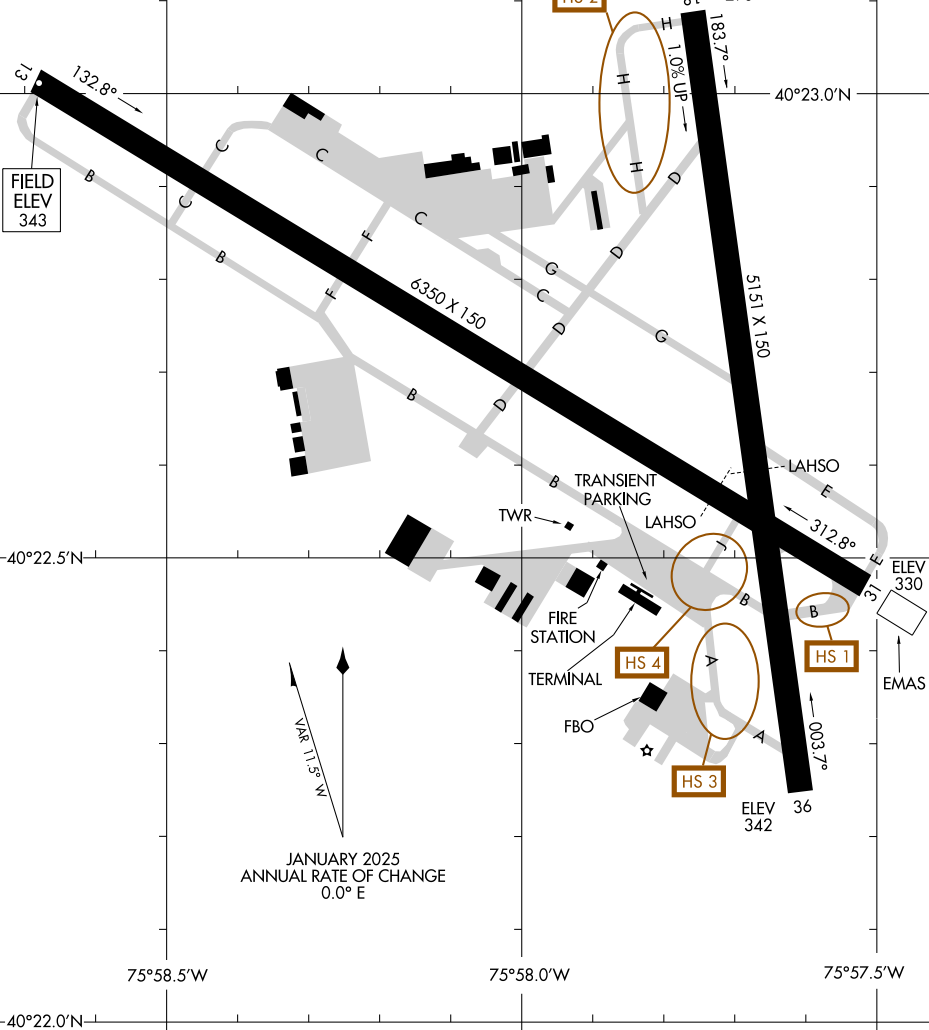 HS 2
18
H
183.7°
1.0% UP
13
132.8°
40°23.0'N
H
C
C
H
FIELD
ELEV
343
B
D
C
C
F
B
D
G
F
6350 X 150
C
5151 X 150
D
G
B
D
LAHSO
B
TRANSIENT
PARKING
E
TWR
LAHSO
312.8°
J
40°22.5'N
E
ELEV
330
31
B
B
FIRE
STATION
HS 4
A
HS 1
TERMINAL
EMAS
FBO
A
003.7°
VAR 11.5° W
HS 3
ELEV
342
36
JANUARY 2025
ANNUAL RATE OF CHANGE
0.0° E
75°58.5'W
75°58.0'W
75°57.5'W
40°22.0'N